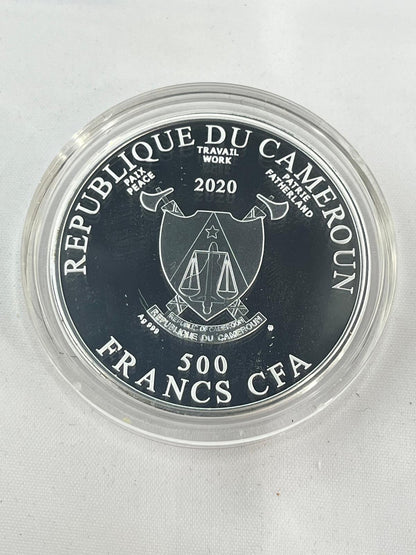 REPUBLIQUE DU CAMEROUN
PAIX
PEACE
TRAVAIL
WORK
PATRIE
FATHERLAND
2020
REPUBLIC OF CAMEROON
REPUBLIQUE DU CAMEROUN
Ag 999
500
FRANCS CFA